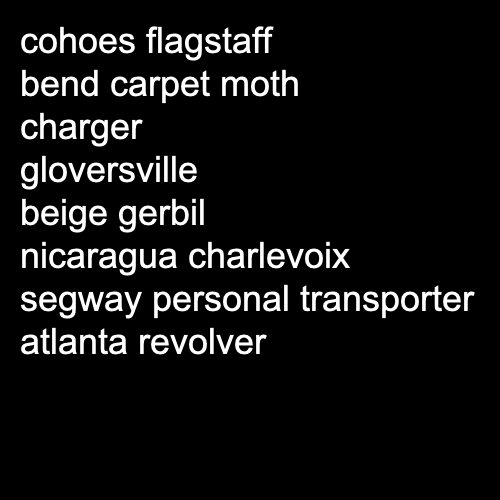 cohoes flagstaff
bend carpet moth
charger
gloversville
beige gerbil
nicaragua charlevoix
segway personal transporter
atlanta revolver